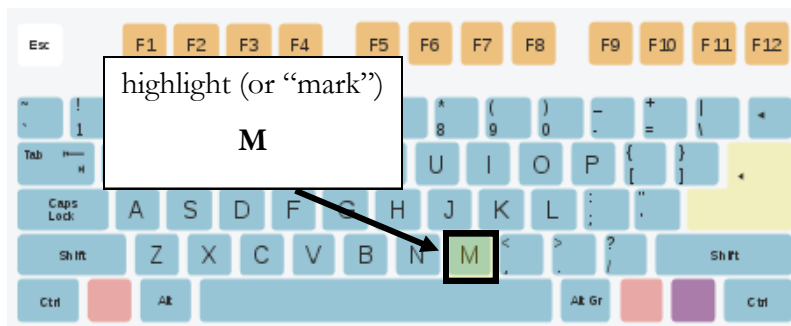 Esc F1 F2 F3 F4 F5 F6 F7 F8 F9 F10 F11 F12
highlight (or “mark”)
M
~ ! * ( ) _ + |
` 1 8 9 0 - = \
Tab U I O P { }
[ ]
Caps A S D F G H J K L : "
Lock ; '
Shift Z X C V B N M < > ? Shift
, . /
Ctrl Alt Alt Gr Ctrl